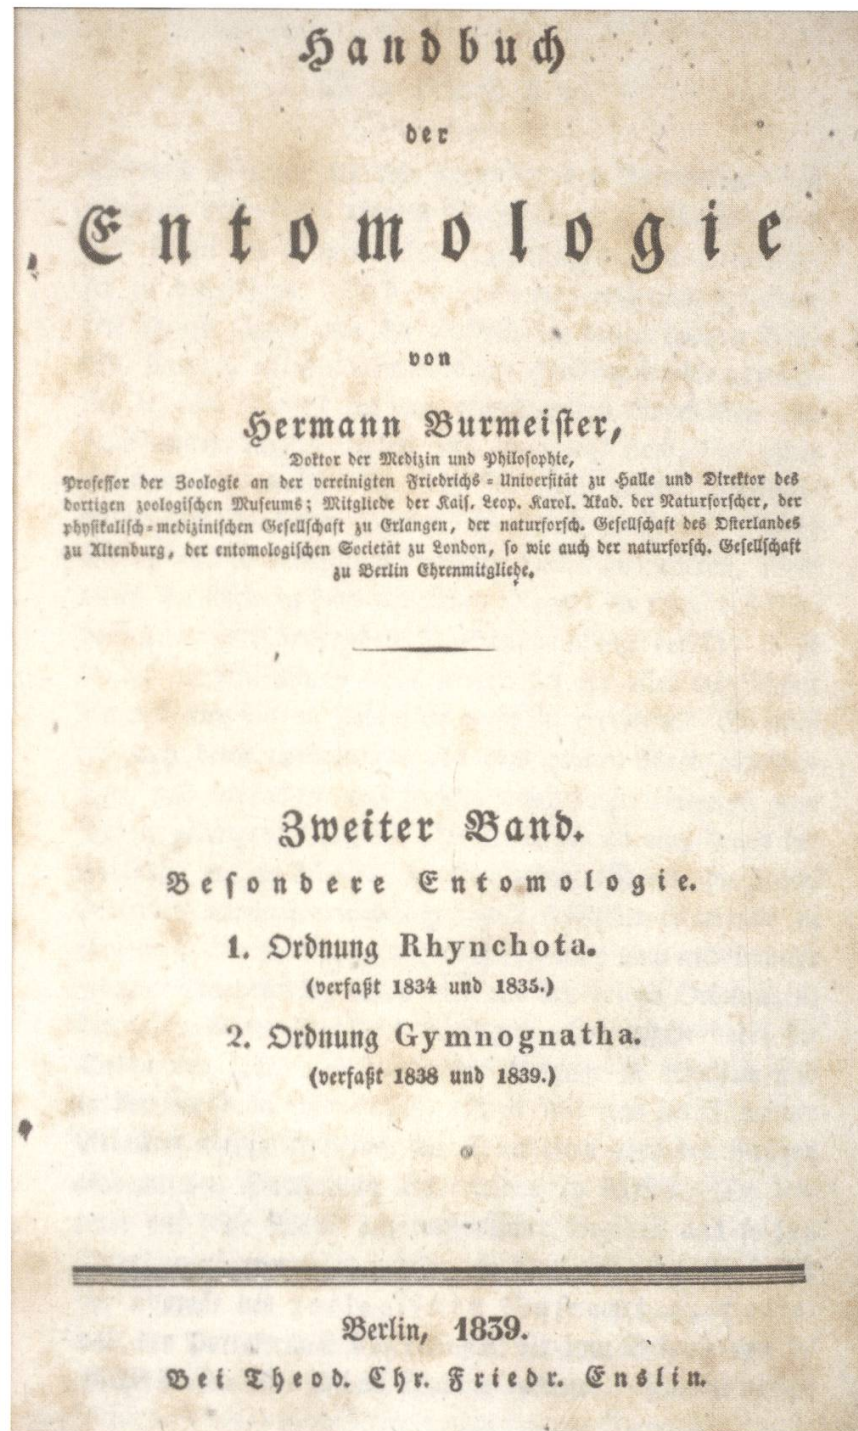 Handbuch
der
Entomologie
von
Hermann Burmeister,
Doktor der Medizin und Philosophie,
Professor der Zoologie an der vereinigten Friedrichs-Universität zu Halle und Direktor des
dortigen zoologischen Museums; Mitgliede der Kais. Leop. Karol. Akad. der Naturforscher, der
physikalisch-medizinischen Gesellschaft zu Erlangen, der naturforsch. Gesellschaft des Osterlandes
zu Altenburg, der entomologischen Societät zu London, so wie auch der naturforsch. Gesellschaft
zu Berlin Ehrenmitgliede.
Zweiter Band.
Besondere Entomologie.
1. Ordnung Rhynchota.
(verfaßt 1834 und 1835.)
2. Ordnung Gymnognatha.
(verfaßt 1838 und 1839.)
Berlin, 1839.
Bei Theod. Chr. Friedr. Enslin.